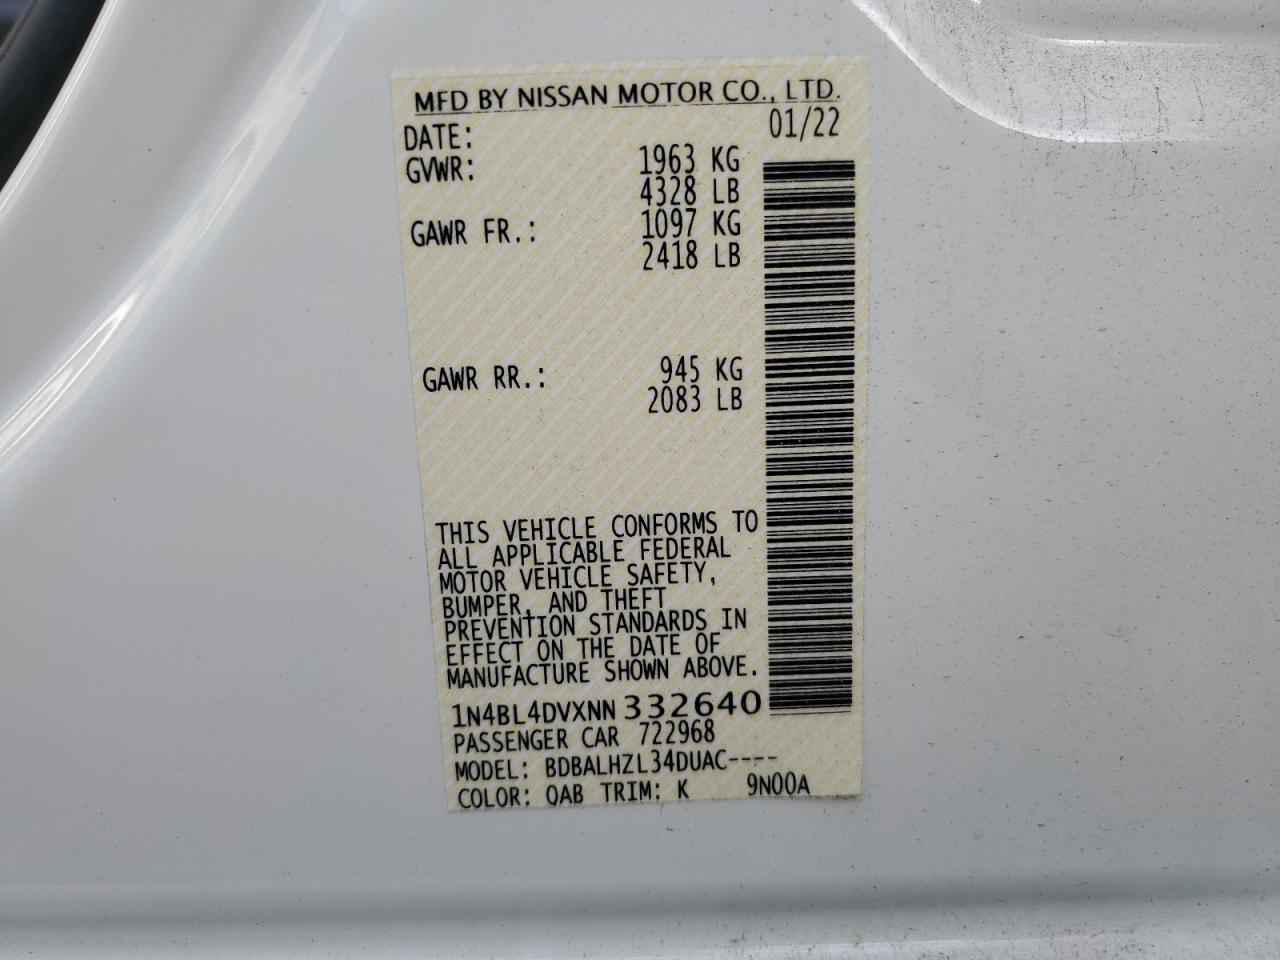 MFD BY NISSAN MOTOR CO., LTD.
DATE: 01/22
GVWR: 1963 KG
4328 LB
GAWR FR.: 1097 KG
2418 LB
GAWR RR.: 945 KG
2083 LB
THIS VEHICLE CONFORMS TO
ALL APPLICABLE FEDERAL
MOTOR VEHICLE SAFETY,
BUMPER, AND THEFT
PREVENTION STANDARDS IN
EFFECT ON THE DATE OF
MANUFACTURE SHOWN ABOVE.
1N4BL4DVXNN332640
PASSENGER CAR 722968
MODEL: BDBALHZL34DUAC----
COLOR: QAB TRIM: K 9N00A